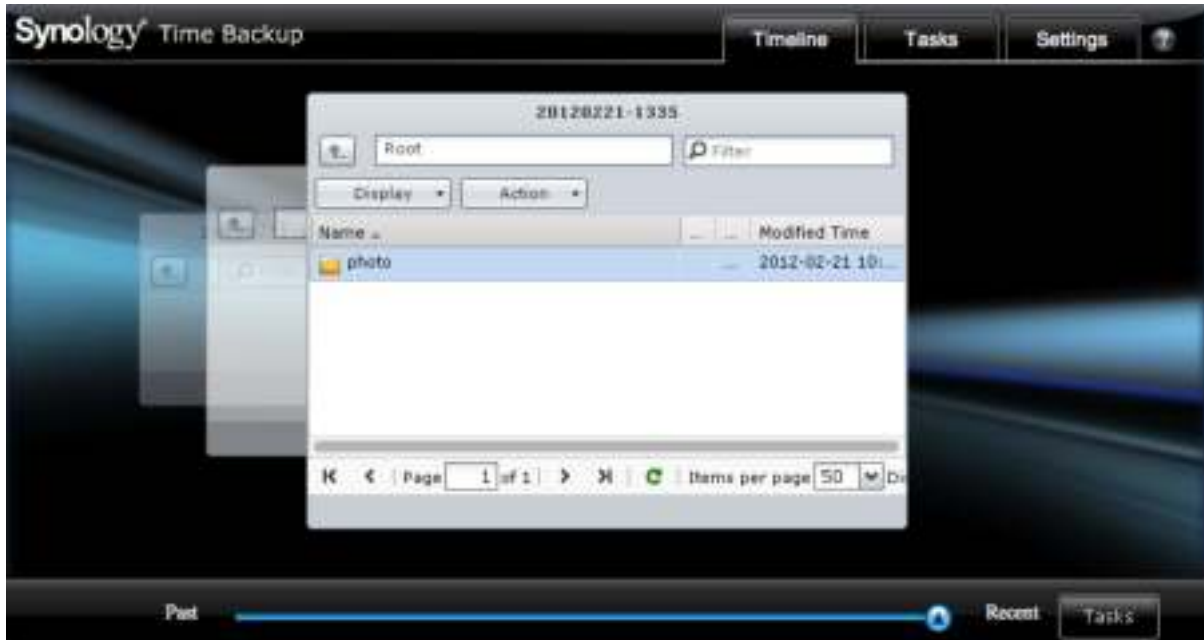 Synology Time Backup
Timeline
Tasks
Settings
?
20120221-1335
Root
Filter
Display
Action
Name
...
...
Modified Time
photo
...
2012-02-21 10:...
Page 1 of 1
Items per page 50
Di
Past
Recent
Tasks